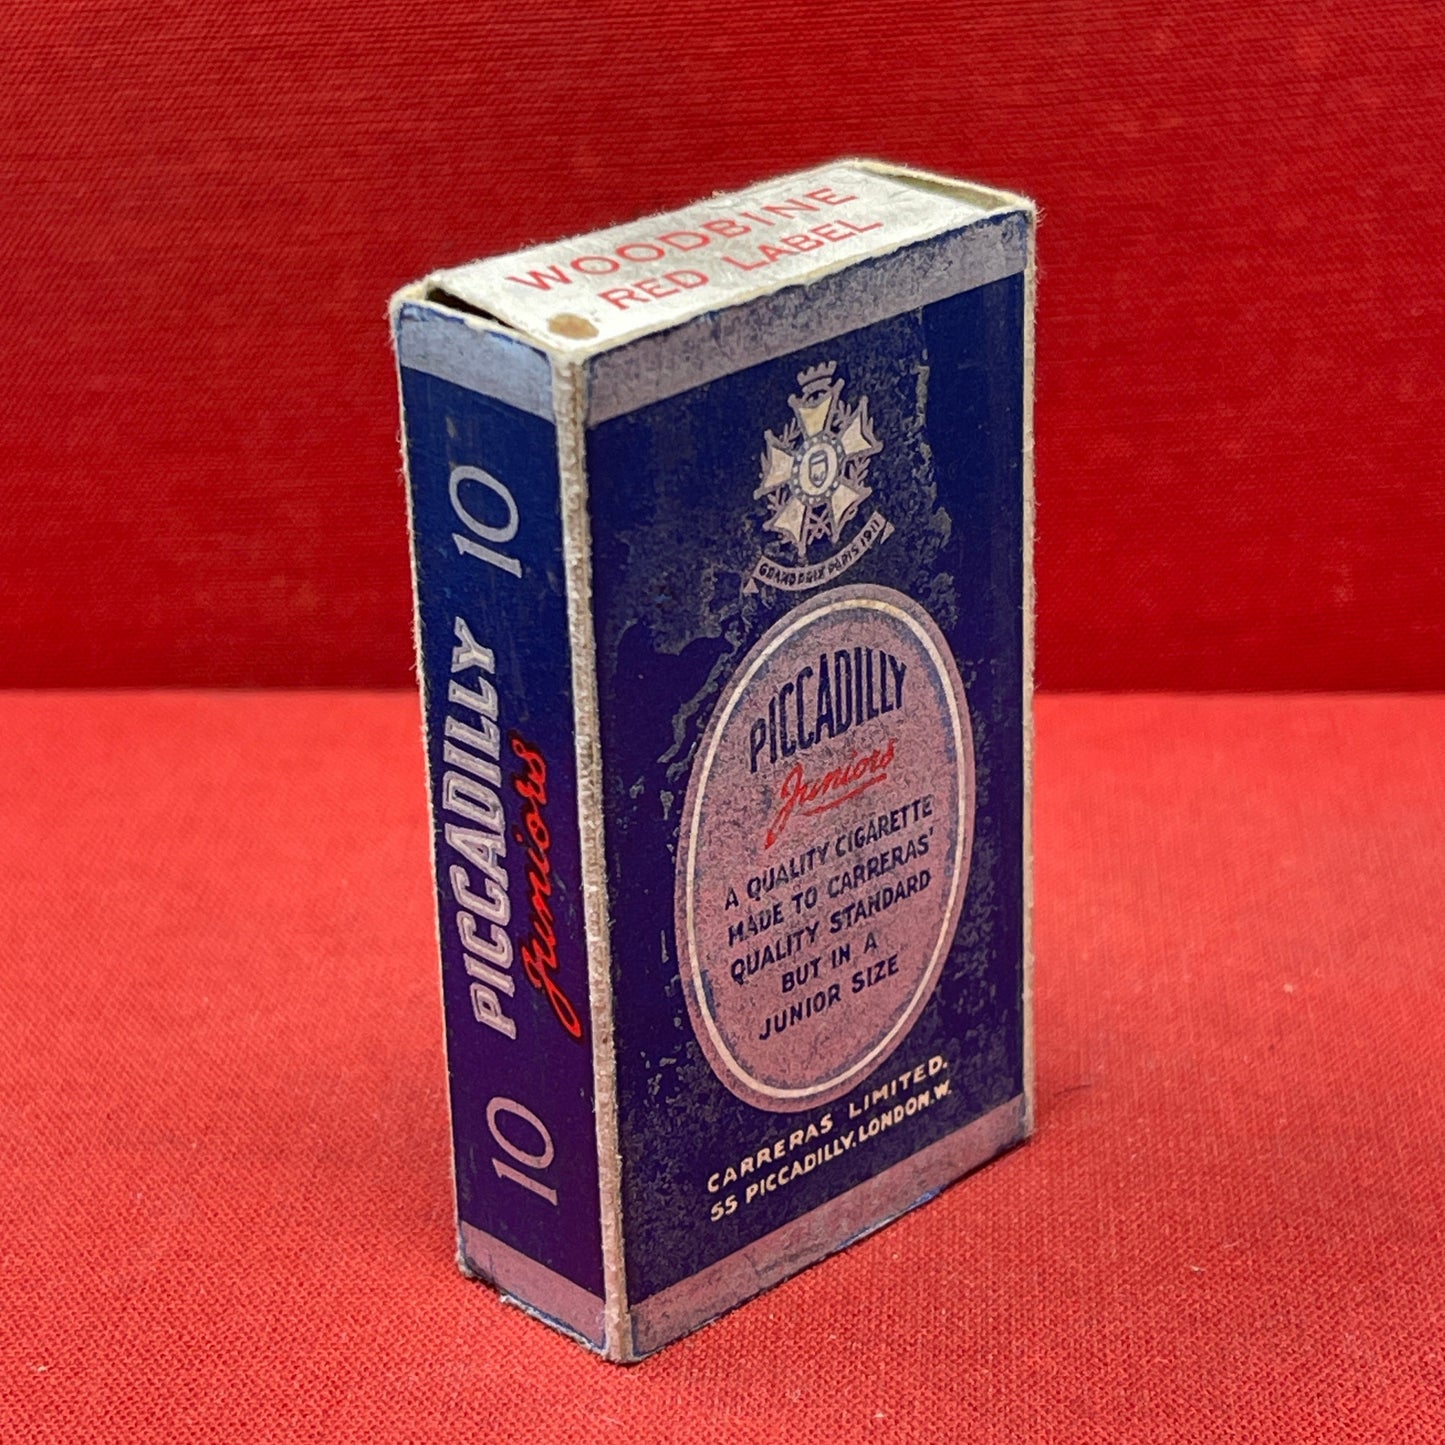 WOODBINE
RED LABEL
10 PICCADILLY 10
Juniors
GRAND PRIX PARIS 1911
PICCADILLY
Juniors
A QUALITY CIGARETTE
MADE TO CARRERAS'
QUALITY STANDARD
BUT IN A
JUNIOR SIZE
CARRERAS LIMITED.
55 PICCADILLY, LONDON. W.